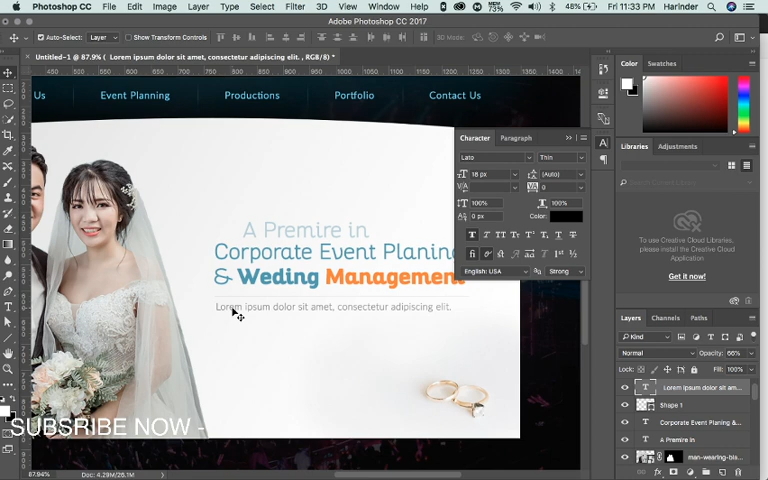 Photoshop CC File Edit Image Layer Type Select Filter 3D View Window Help 73% 48% Fri 11:33 PM Harinder
Adobe Photoshop CC 2017
Auto-Select: Layer Show Transform Controls 3D Mode:
Untitled-1 @ 87.9% ( Lorem ipsum dolor sit amet, consectetur adipiscing elit. , RGB/8) *
Us Event Planning Productions Portfolio Contact Us
Color Swatches
Character Paragraph
Lato Thin
18 px (Auto)
0
100% 100%
0 px Color:
English: USA Strong
Libraries Adjustments
To use Creative Cloud Libraries,
please install the Creative Cloud
Application
Get it now!
A Premire in
Corporate Event Planing
& Weding Management
Lorem ipsum dolor sit amet, consectetur adipiscing elit.
Layers Channels Paths
Kind
Normal Opacity: 66%
Lock: Fill: 100%
Lorem ipsum dolor sit am...
Shape 1
Corporate Event Planing &...
A Premire in
man-wearing-bla...
SUBSRIBE NOW -
87.94% Doc: 4.29M/26.1M